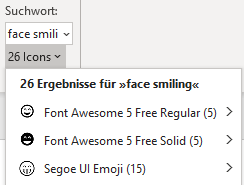 Suchwort:
face smili
26 Icons
26 Ergebnisse für »face smiling«
Font Awesome 5 Free Regular (5)
Font Awesome 5 Free Solid (5)
Segoe UI Emoji (15)